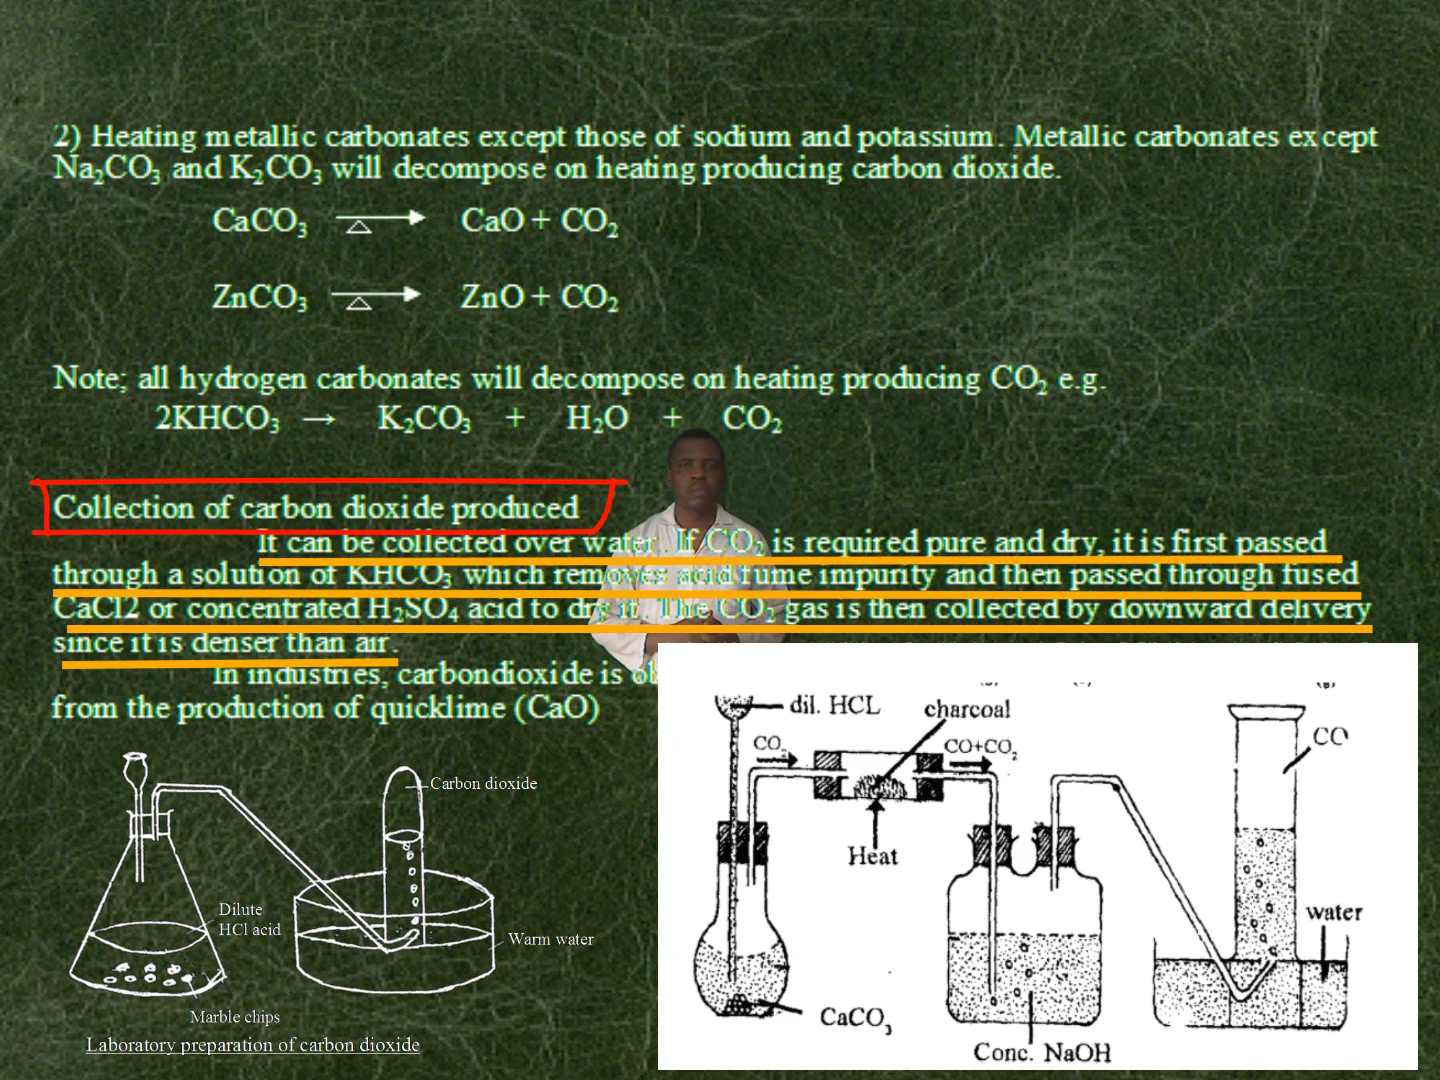 2) Heating metallic carbonates except those of sodium and potassium. Metallic carbonates except
Na₂CO₃ and K₂CO₃ will decompose on heating producing carbon dioxide.
CaCO₃ △→ CaO + CO₂
ZnCO₃ △→ ZnO + CO₂
Note; all hydrogen carbonates will decompose on heating producing CO₂ e.g.
2KHCO₃ → K₂CO₃ + H₂O + CO₂
Collection of carbon dioxide produced
It can be collected over water. If CO₂ is required pure and dry, it is first passed
through a solution of KHCO₃ which removes acid fume impurity and then passed through fused
CaCl2 or concentrated H₂SO₄ acid to dry it. The CO₂ gas is then collected by downward delivery
since it is denser than air.
In industries, carbondioxide is
from the production of quicklime (CaO)
Carbon dioxide
Dilute
HCl acid
Warm water
Marble chips
Laboratory preparation of carbon dioxide
dil. HCL
charcoal
CO₂
CO+CO₂
CO
Heat
water
CaCO₃
Conc. NaOH